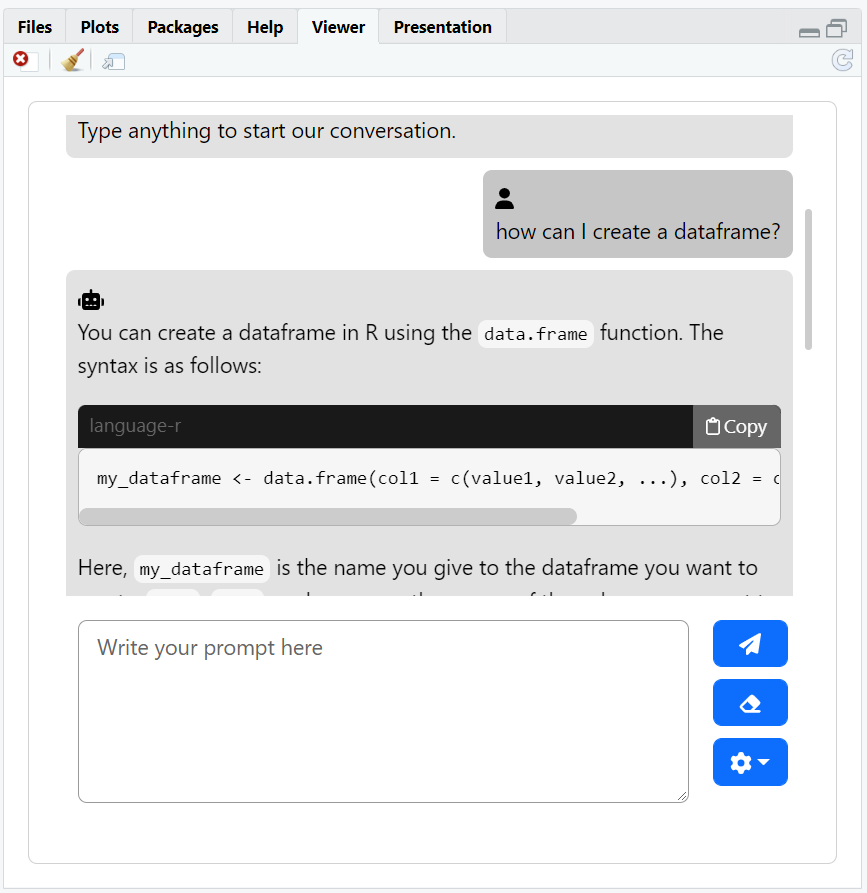 Files Plots Packages Help Viewer Presentation
Type anything to start our conversation.
how can I create a dataframe?
You can create a dataframe in R using the data.frame function. The
syntax is as follows:
language-r Copy
my_dataframe <- data.frame(col1 = c(value1, value2, ...), col2 = c
Here, my_dataframe is the name you give to the dataframe you want to
Write your prompt here